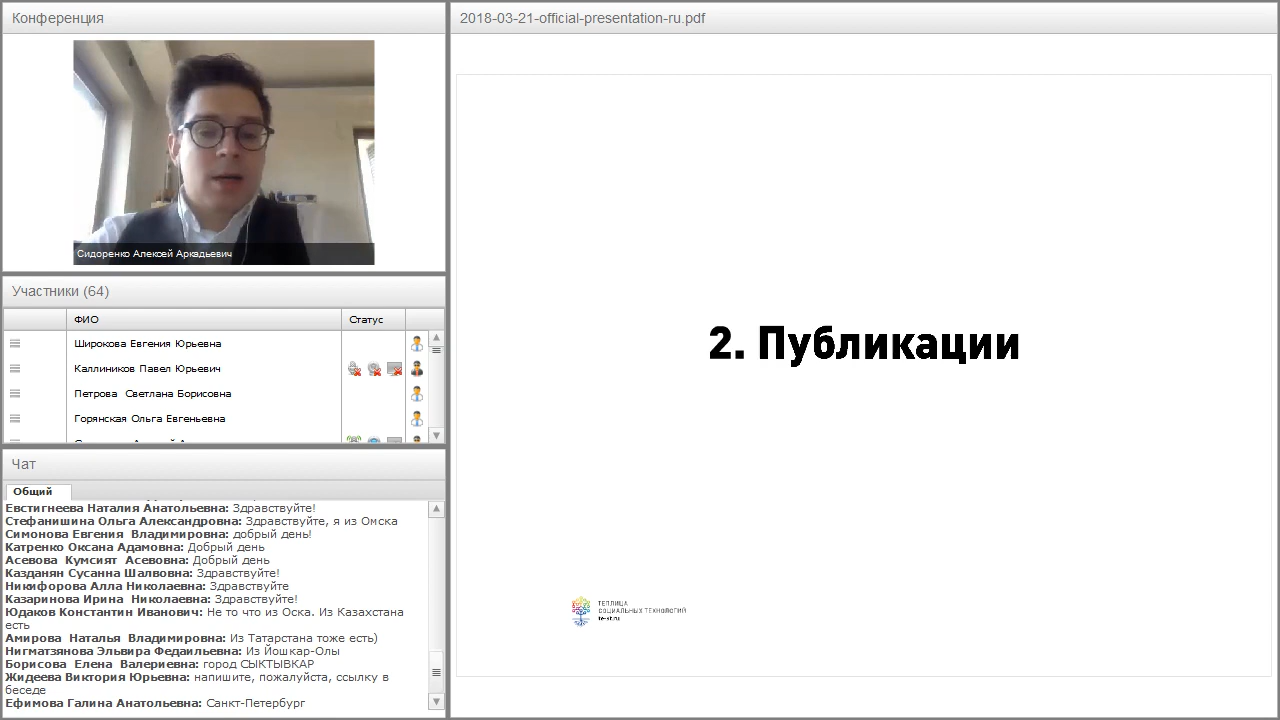 Конференция
Сидоренко Алексей Аркадьевич
Участники (64)
ФИО
Статус
Широкова Евгения Юрьевна
Каллиников Павел Юрьевич
Петрова Светлана Борисовна
Горянская Ольга Евгеньевна
Чат
Общий
Евстигнеева Наталия Анатольевна: Здравствуйте!
Стефанишина Ольга Александровна: Здравствуйте, я из Омска
Симонова Евгения Владимировна: добрый день!
Катренко Оксана Адамовна: Добрый день
Асевова Кумсият Асевовна: Добрый день
Казданян Сусанна Шалвовна: Здравствуйте!
Никифорова Алла Николаевна: Здравствуйте
Казаринова Ирина Николаевна: Здравствуйте!
Юдаков Константин Иванович: Не то что из Оска. Из Казахстана
есть
Амирова Наталья Владимировна: Из Татарстана тоже есть)
Нигматзянова Эльвира Федаильевна: Из Йошкар-Олы
Борисова Елена Валериевна: город СЫКТЫВКАР
Жидеева Виктория Юрьевна: напишите, пожалуйста, ссылку в
беседе
Ефимова Галина Анатольевна: Санкт-Петербург
2018-03-21-official-presentation-ru.pdf
2. Публикации
ТЕПЛИЦА
СОЦИАЛЬНЫХ ТЕХНОЛОГИЙ
te-st.ru